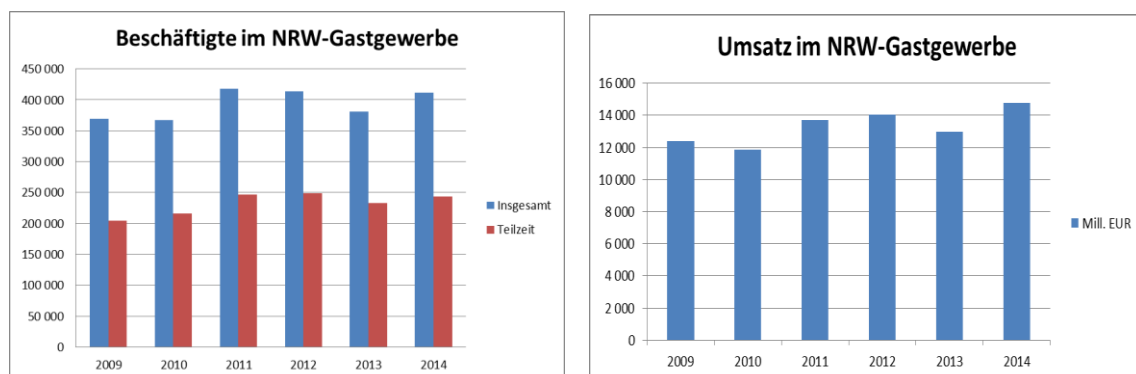 Beschäftigte im NRW-Gastgewerbe
450 000
400 000
350 000
300 000
250 000
200 000
150 000
100 000
50 000
0
2009 2010 2011 2012 2013 2014
Insgesamt
Teilzeit
Umsatz im NRW-Gastgewerbe
16 000
14 000
12 000
10 000
8 000
6 000
4 000
2 000
0
2009 2010 2011 2012 2013 2014
Mill. EUR